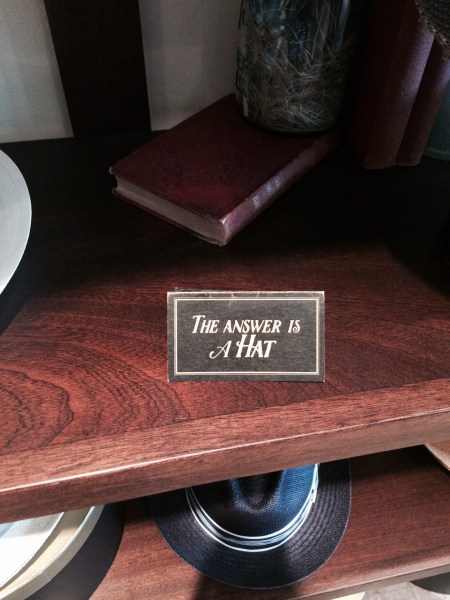 The answer is
a Hat